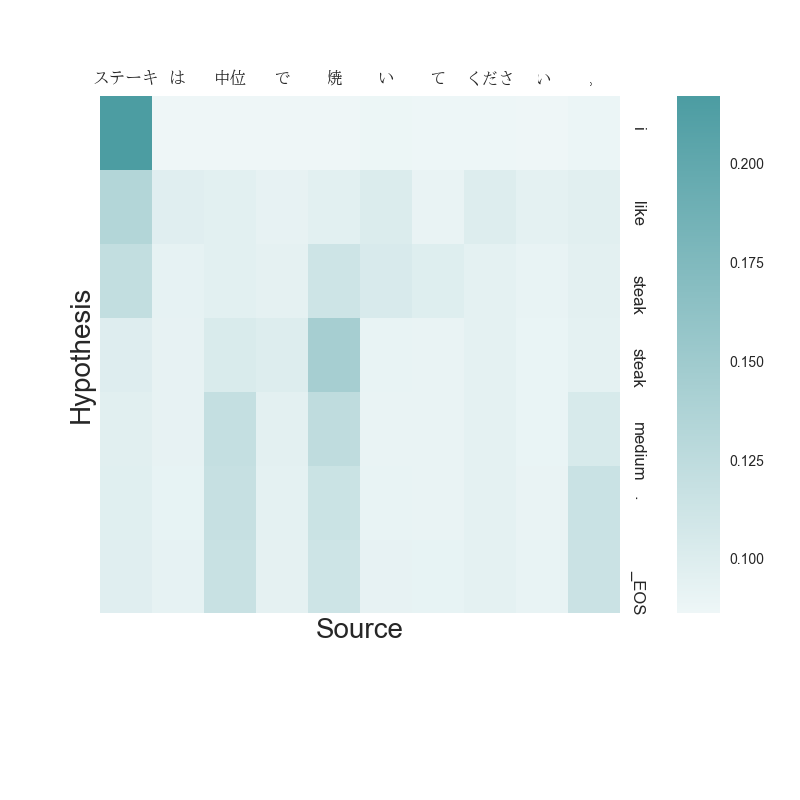 ステーキ は 中位 で 焼 い て くださ い 。
i
like
steak
steak
medium
.
_EOS
Hypothesis
Source
0.200
0.175
0.150
0.125
0.100